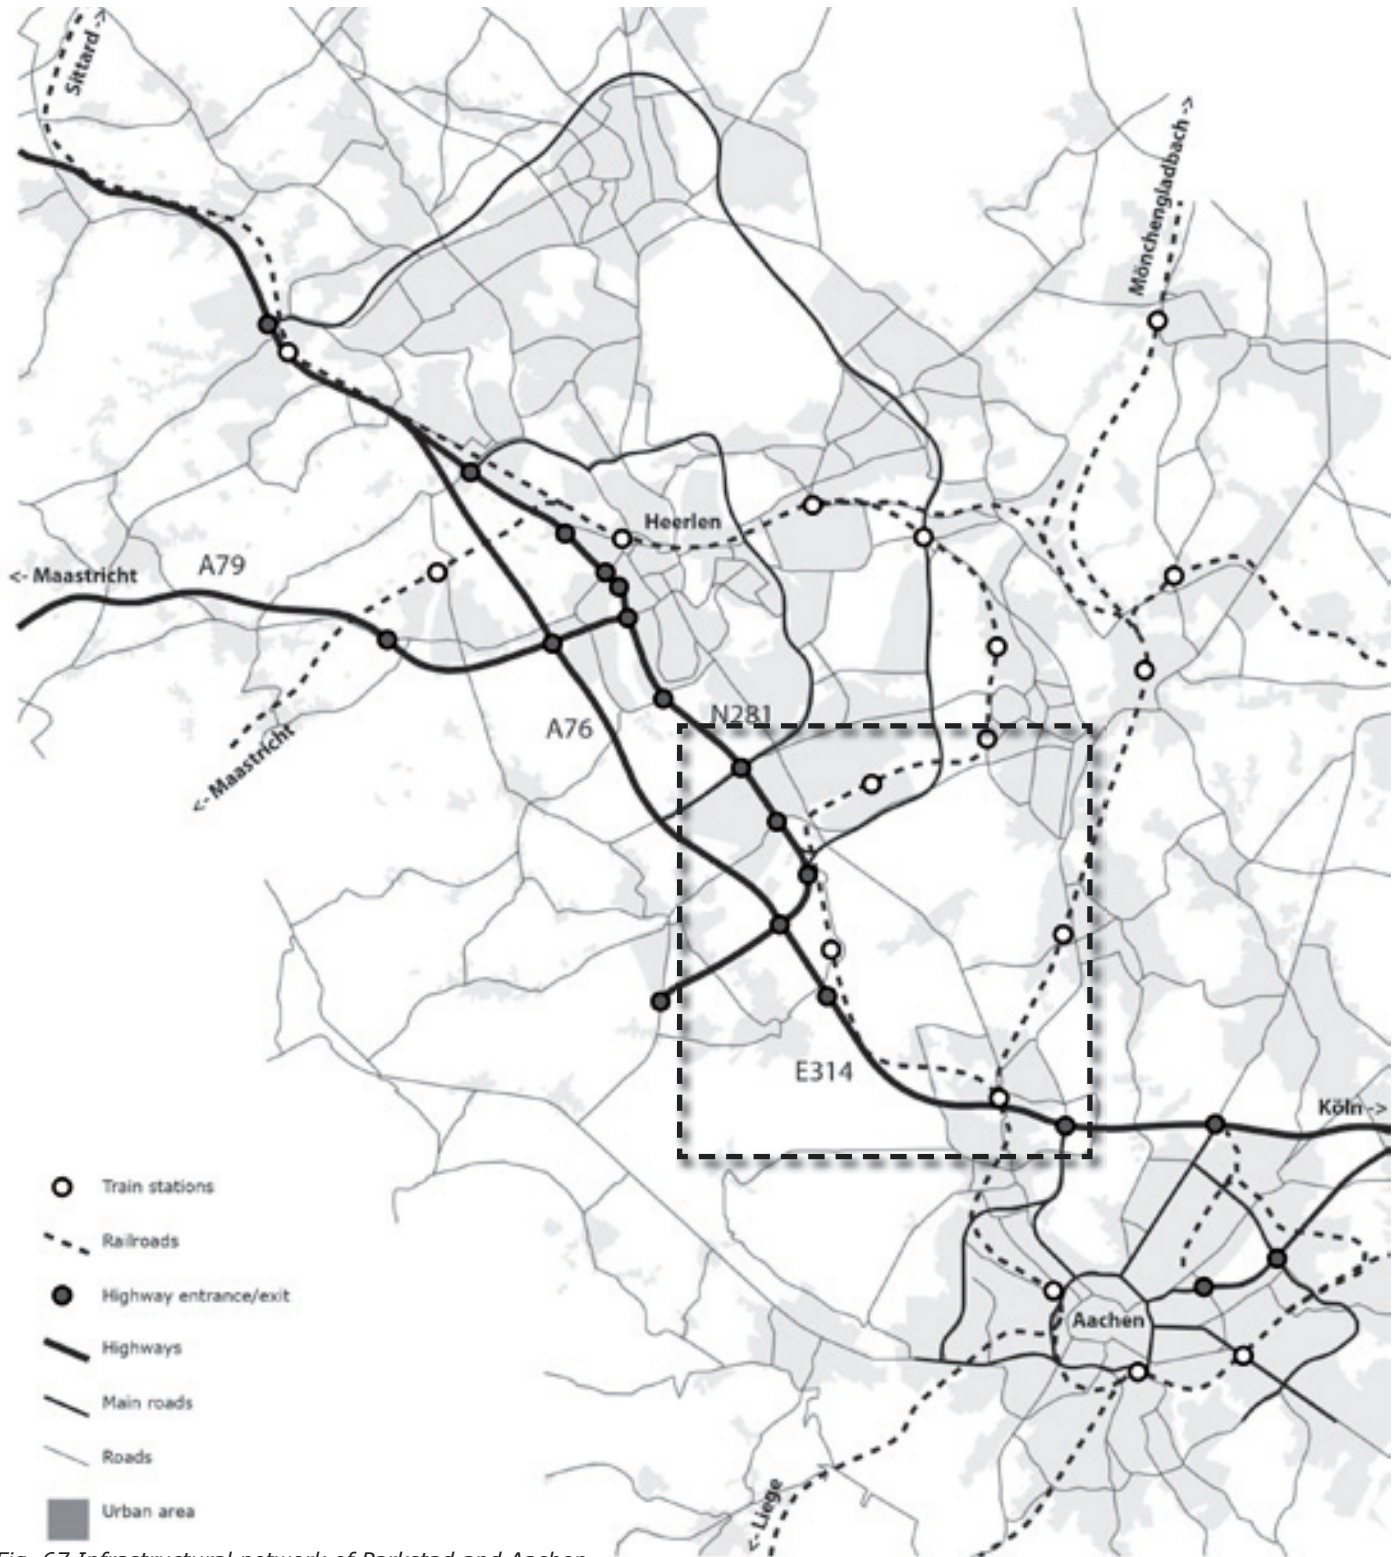 Sittard ->
Mönchengladbach ->
Heerlen
<- Maastricht
A79
A76
N281
<- Maastricht
E314
Köln ->
Train stations
Railroads
Highway entrance/exit
Highways
Main roads
Roads
Urban area
Aachen
<- Liege
Fig. 67 Infrastructural network of Parkstad and Aachen